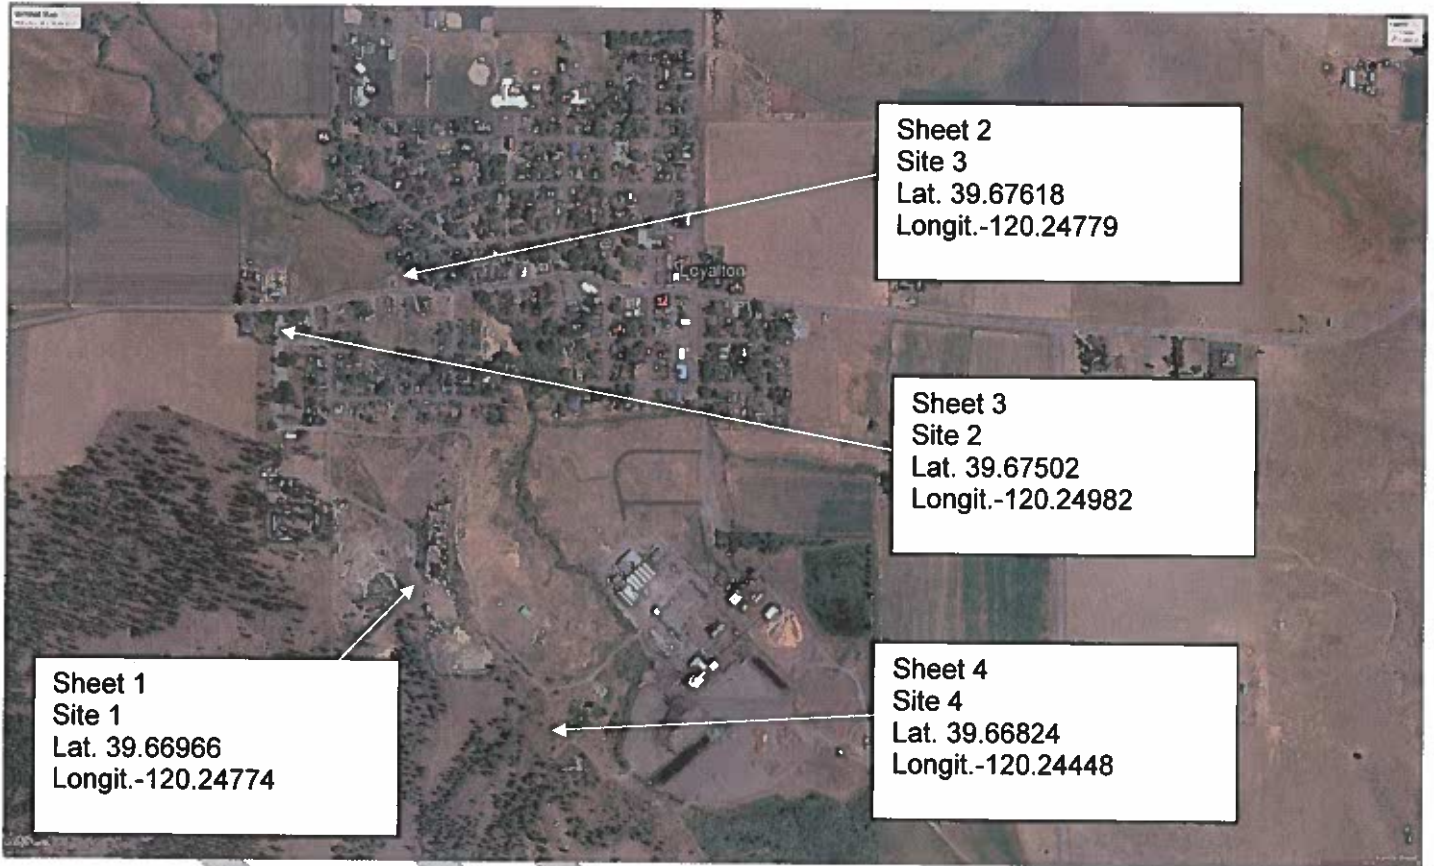 Sheet 2
Site 3
Lat. 39.67618
Longit.-120.24779
Loyalton
Sheet 3
Site 2
Lat. 39.67502
Longit.-120.24982
Sheet 1
Site 1
Lat. 39.66966
Longit.-120.24774
Sheet 4
Site 4
Lat. 39.66824
Longit.-120.24448